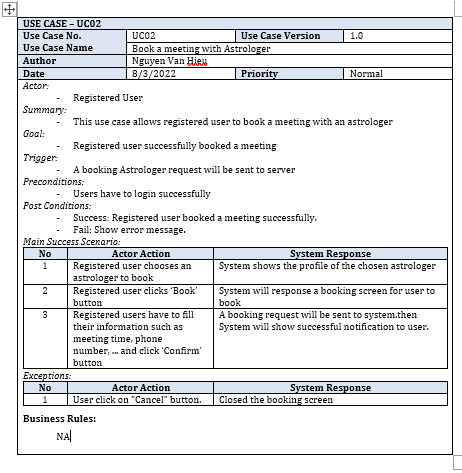 USE CASE – UC02
Use Case No. UC02 Use Case Version 1.0
Use Case Name Book a meeting with Astrologer
Author Nguyen Van Hieu
Date 8/3/2022 Priority Normal
Actor:
- Registered User
Summary:
- This use case allows registered user to book a meeting with an astrologer
Goal:
- Registered user successfully booked a meeting
Trigger:
- A booking Astrologer request will be sent to server
Preconditions:
- Users have to login successfully
Post Conditions:
- Success: Registered user booked a meeting successfully.
- Fail: Show error message.
Main Success Scenario:
No Actor Action System Response
1 Registered user chooses an System shows the profile of the chosen astrologer
astrologer to book
2 Registered user clicks ‘Book’ System will response a booking screen for user to
button book
3 Registered users have to fill A booking request will be sent to system.then
their information such as System will show successful notification to user.
meeting time, phone
number, ... and click ‘Confirm’
button
Exceptions:
No Actor Action System Response
1 User click on “Cancel” button. Closed the booking screen
Business Rules:
NA